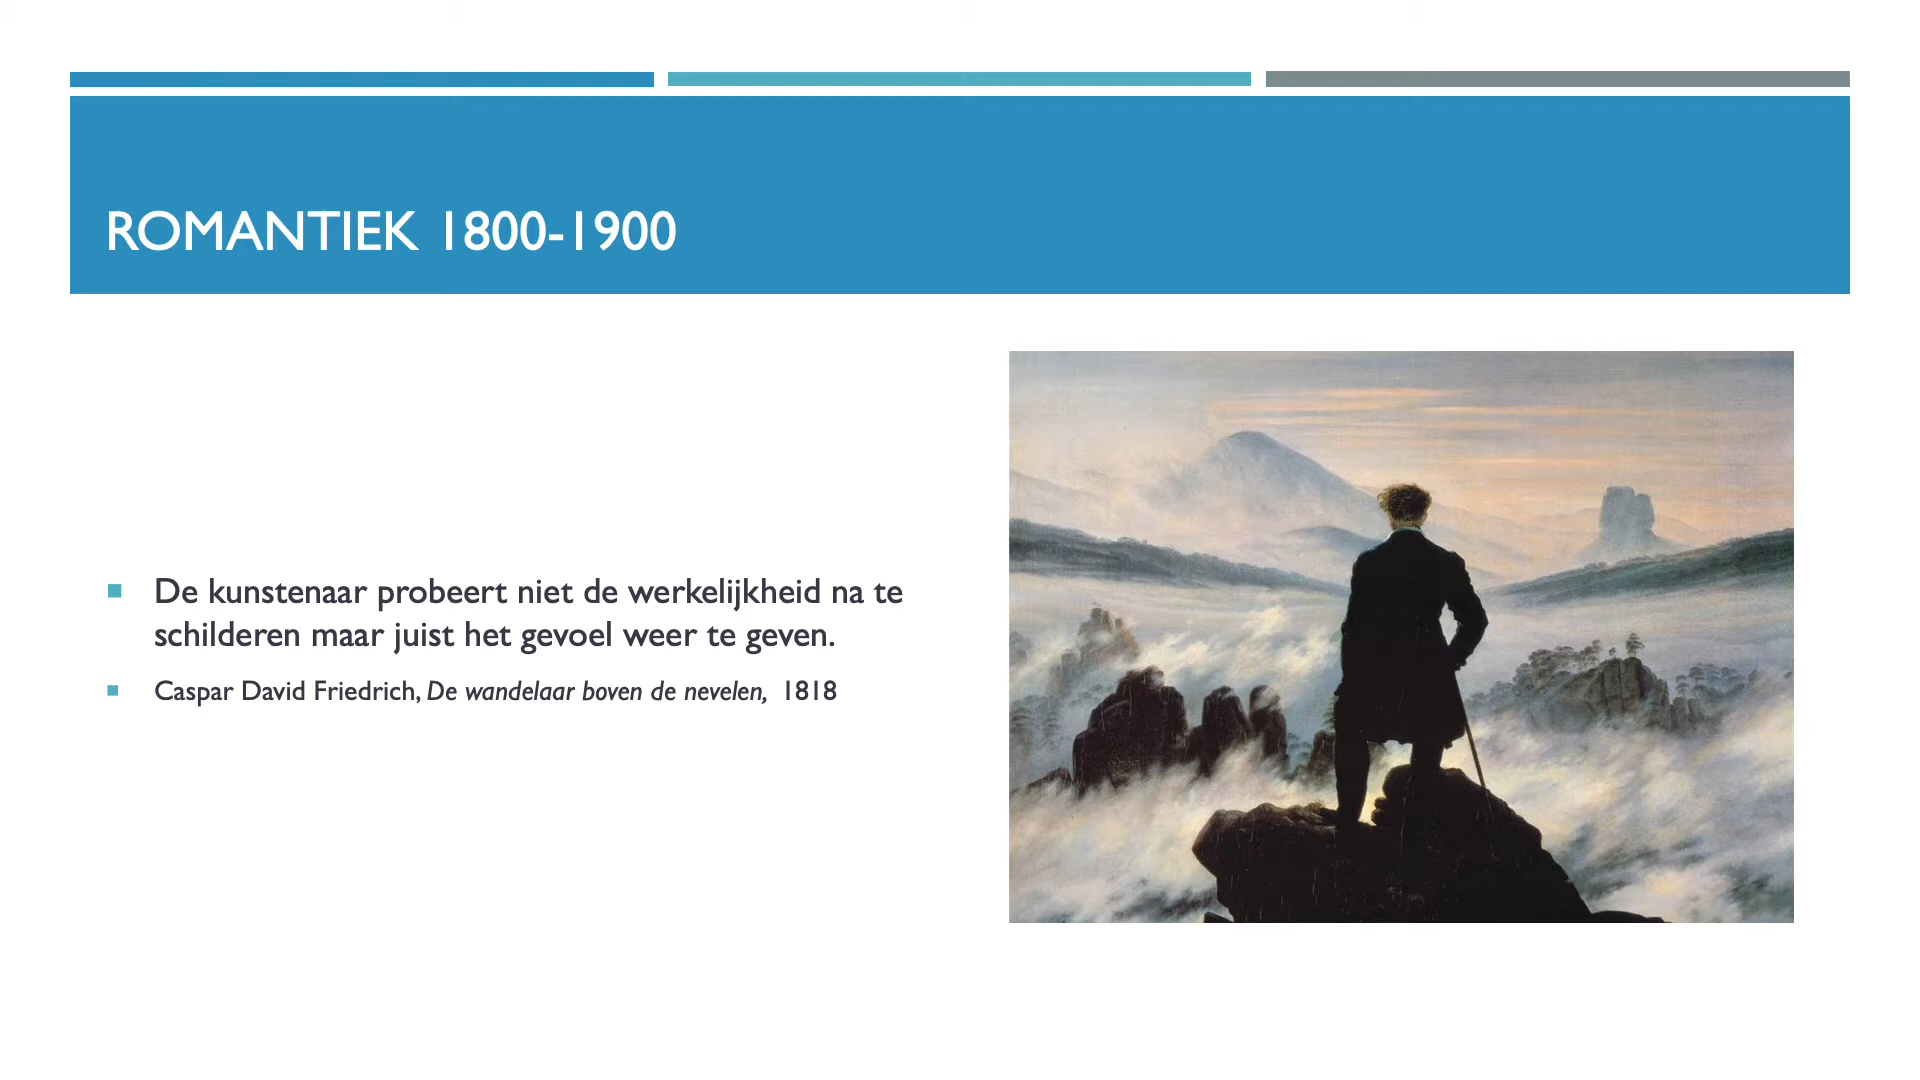 ROMANTIEK 1800-1900
De kunstenaar probeert niet de werkelijkheid na te
schilderen maar juist het gevoel weer te geven.
Caspar David Friedrich, De wandelaar boven de nevelen, 1818